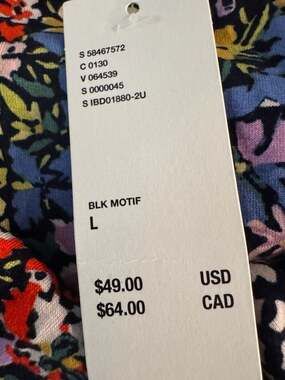 S 58467572
C 0130
V 064539
S 0000045
S IBD01880-2U
BLK MOTIF
L
$49.00 USD
$64.00 CAD